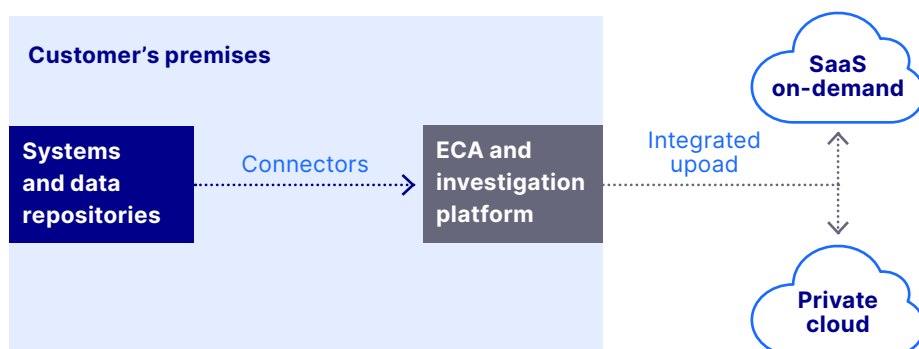 Customer’s premises
Systems
and data
repositories
Connectors
ECA and
investigation
platform
Integrated
upoad
SaaS
on-demand
Private
cloud